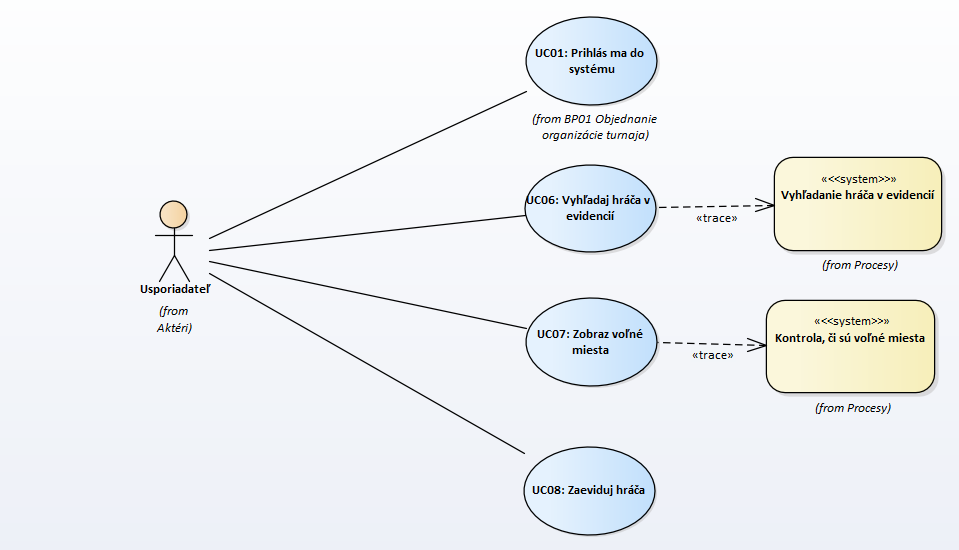 UC01: Prihlás ma do
systému
(from BP01 Objednanie
organizácie turnaja)
UC06: Vyhľadaj hráča v
evidencií
«trace»
«<<system>>»
Vyhľadanie hráča v evidencií
(from Procesy)
Usporiadateľ
(from
Aktéri)
UC07: Zobraz voľné
miesta
«trace»
«<<system>>»
Kontrola, či sú voľné miesta
(from Procesy)
UC08: Zaeviduj hráča